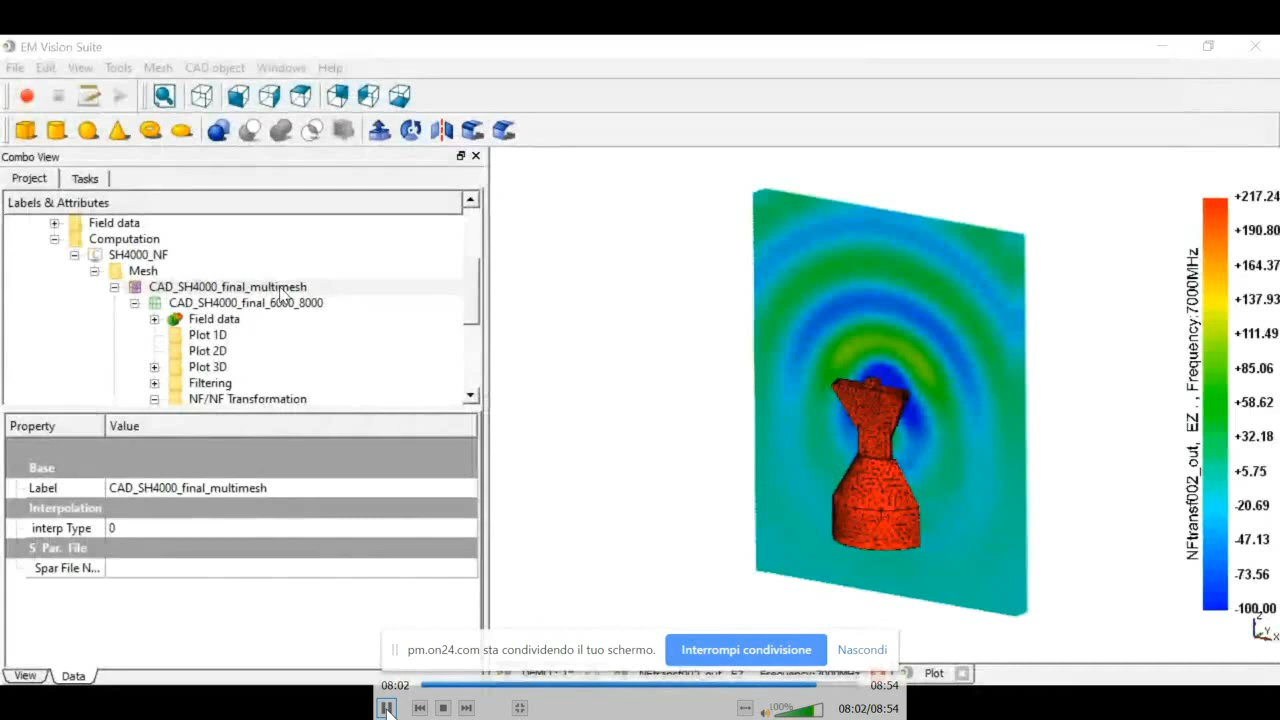 EM Vision Suite
File Edit View Tools Mesh CAD object Windows Help
Combo View
Project Tasks
Labels & Attributes
Field data
Computation
SH4000_NF
Mesh
CAD_SH4000_final_multimesh
CAD_SH4000_final_6000_8000
Field data
Plot 1D
Plot 2D
Plot 3D
Filtering
NF/NF Transformation
Property Value
Base
Label CAD_SH4000_final_multimesh
Interpolation
interp Type 0
S Par. File
Spar File N...
View Data
+217.24
+190.80
+164.37
+137.93
+111.49
+85.06
+58.62
+32.18
+5.75
-20.69
-47.13
-73.56
-100.00
NFtransf002_out, EZ . . , Frequency:7000MHz
Z
Y
X
pm.on24.com sta condividendo il tuo schermo. Interrompi condivisione Nascondi
Plot
08:02 08:54
100% 08:02/08:54